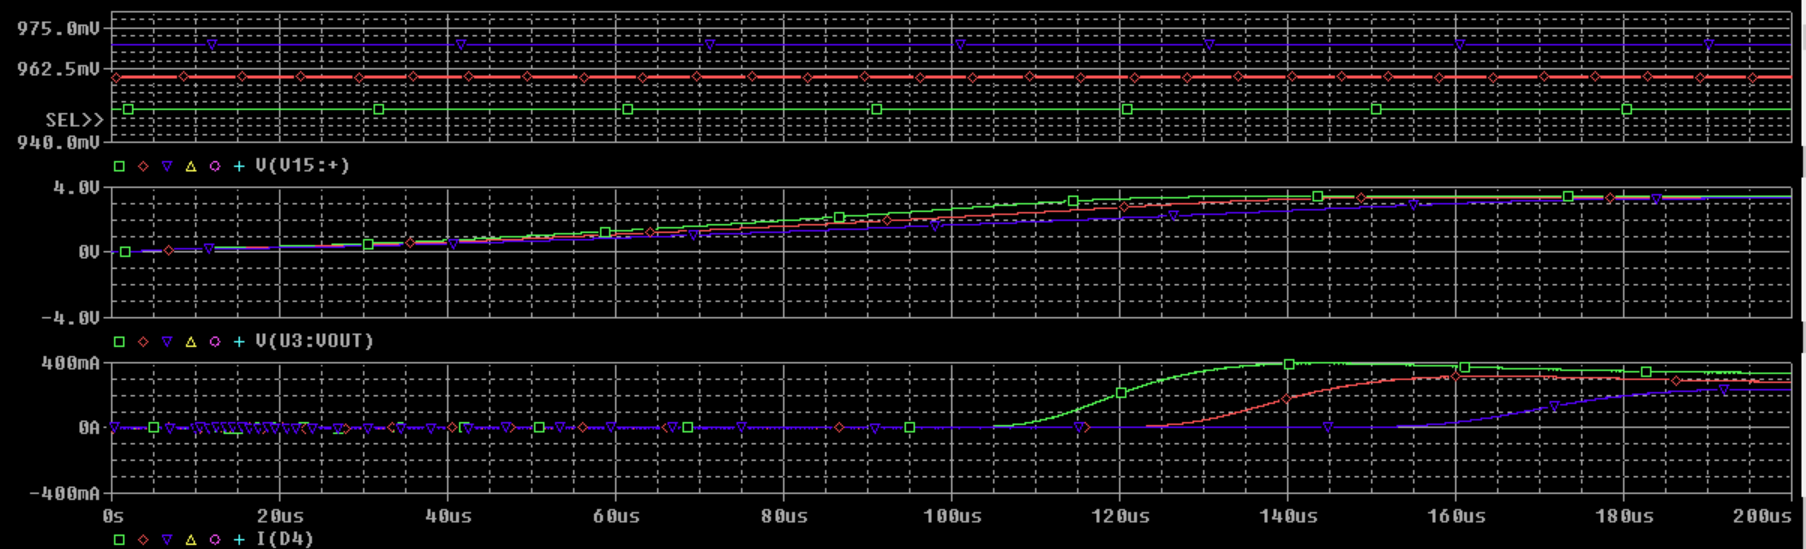 975.0mV
962.5mV
SEL>>
940.0mV
V(V15:+)
4.0V
0V
-4.0V
V(U3:VOUT)
400mA
0A
-400mA
0s 20us 40us 60us 80us 100us 120us 140us 160us 180us 200us
I(D4)